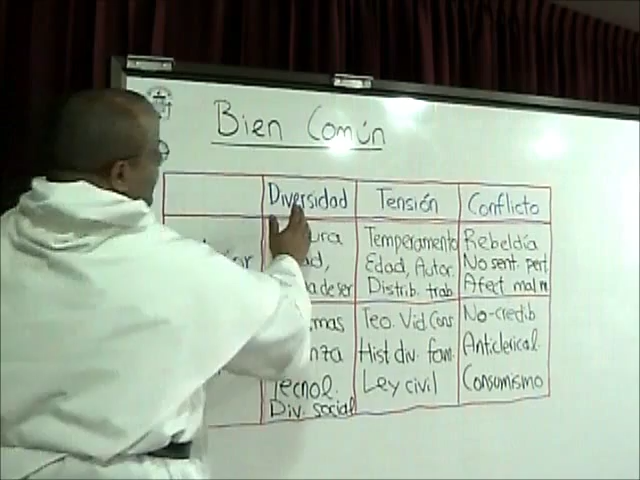 Bien Común
Diversidad Tensión Conflicto
Temperamento Rebeldía
Edad, Autor. No sent. pert
Distrib. trab. Afect. mal m
Teo. Vid. Cons No-credib
Hist div. fam. Anticlerical.
Tecnol. Ley civil Consumismo
Div. social